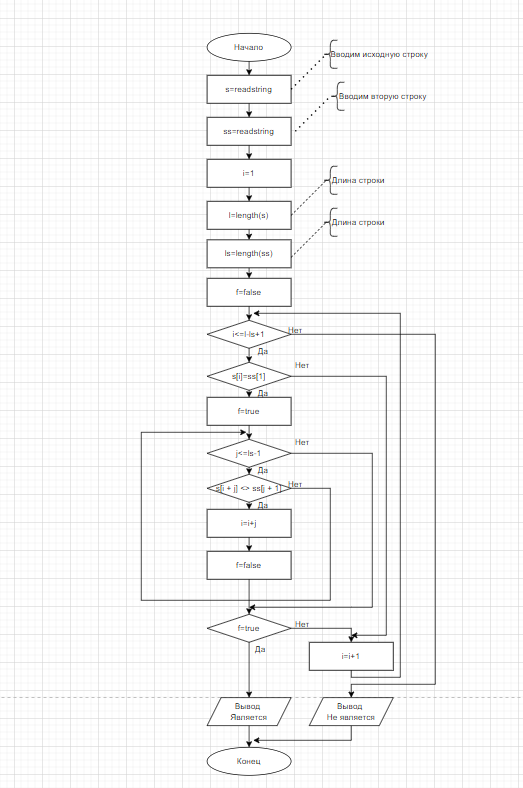 Начало
Вводим исходную строку
s=readstring
Вводим вторую строку
ss=readstring
i=1
Длина строки
l=length(s)
Длина строки
ls=length(ss)
f=false
i<=l-ls+1
Нет
Да
Нет
s[i]=ss[1]
Да
f=true
Нет
j<=ls-1
Да
s[i + j] <> ss[j + 1]
Нет
Да
i=i+j
f=false
f=true
Нет
Да
i=i+1
Вывод
Является
Вывод
Не является
Конец